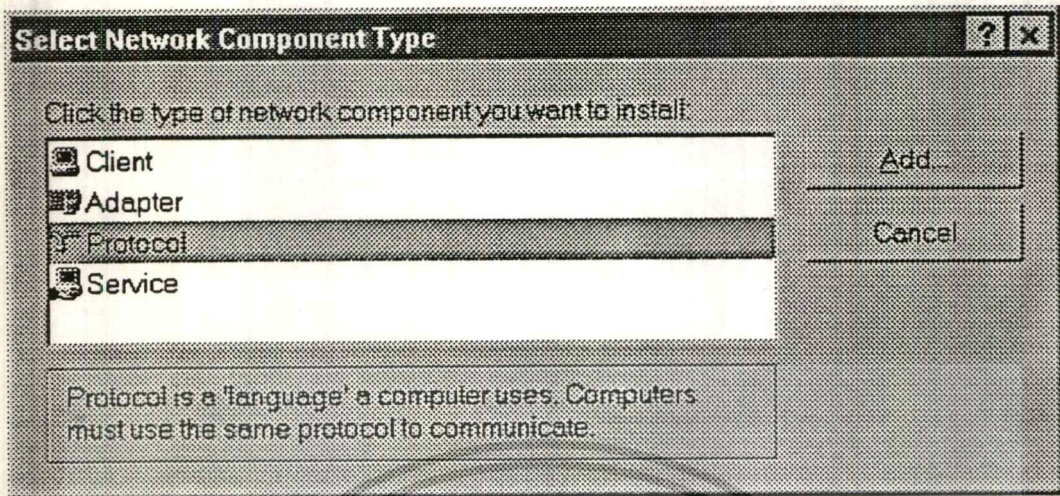 Select Network Component Type
Click the type of network component you want to install:
Client
Adapter
Protocol
Service
Add...
Cancel
Protocol is a 'language' a computer uses. Computers
must use the same protocol to communicate.